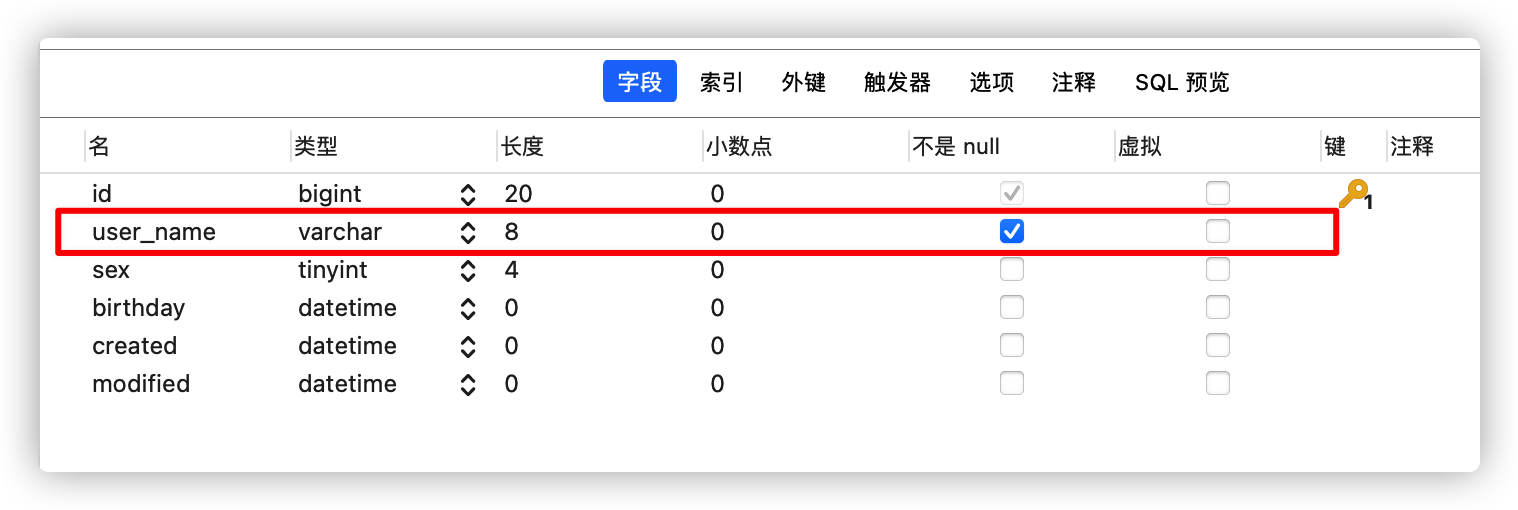 字段 索引 外键 触发器 选项 注释 SQL 预览
名 类型 长度 小数点 不是 null 虚拟 键 注释
id bigint 20 0 1
user_name varchar 8 0
sex tinyint 4 0
birthday datetime 0 0
created datetime 0 0
modified datetime 0 0